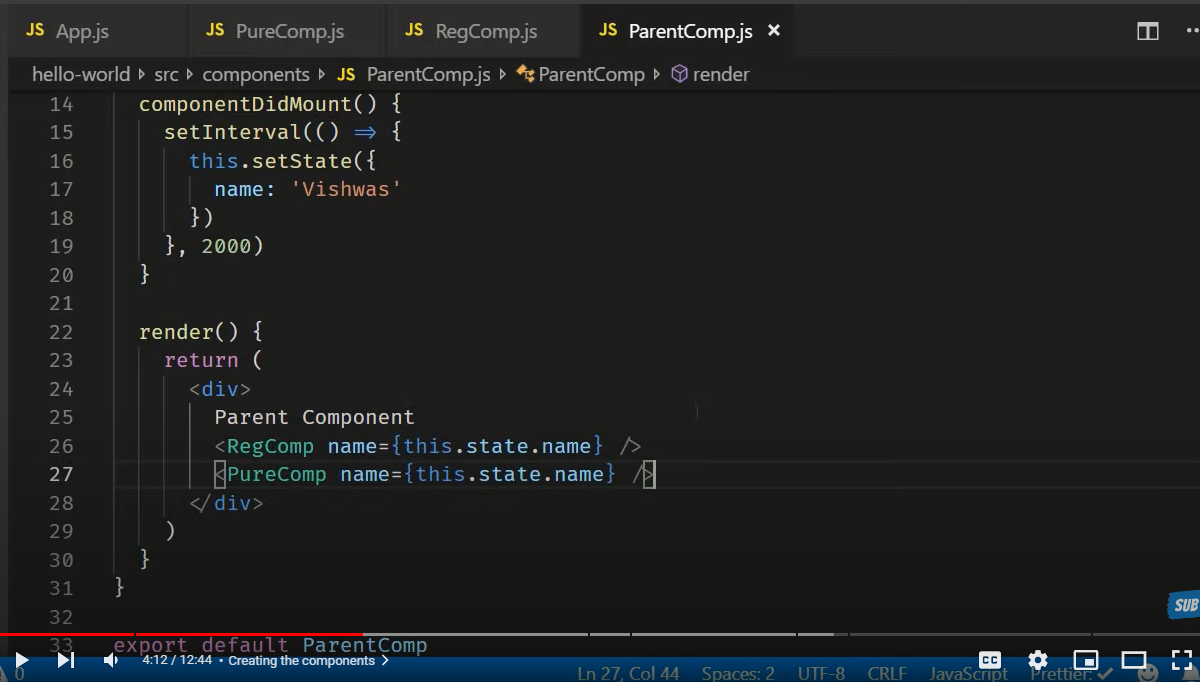 JS App.js JS PureComp.js JS RegComp.js JS ParentComp.js ×
hello-world src components JS ParentComp.js ParentComp render
14 componentDidMount() {
15 setInterval(() => {
16 this.setState({
17 name: 'Vishwas'
18 })
19 }, 2000)
20 }
21
22 render() {
23 return (
24 <div>
25 Parent Component
26 <RegComp name={this.state.name} />
27 <PureComp name={this.state.name} />
28 </div>
29 )
30 }
31 }
32
33 export default ParentComp
SUB
4:12 / 12:44 • Creating the components
CC
0 Ln 27, Col 44 Spaces: 2 UTF-8 CRLF JavaScript Prettier: ✓